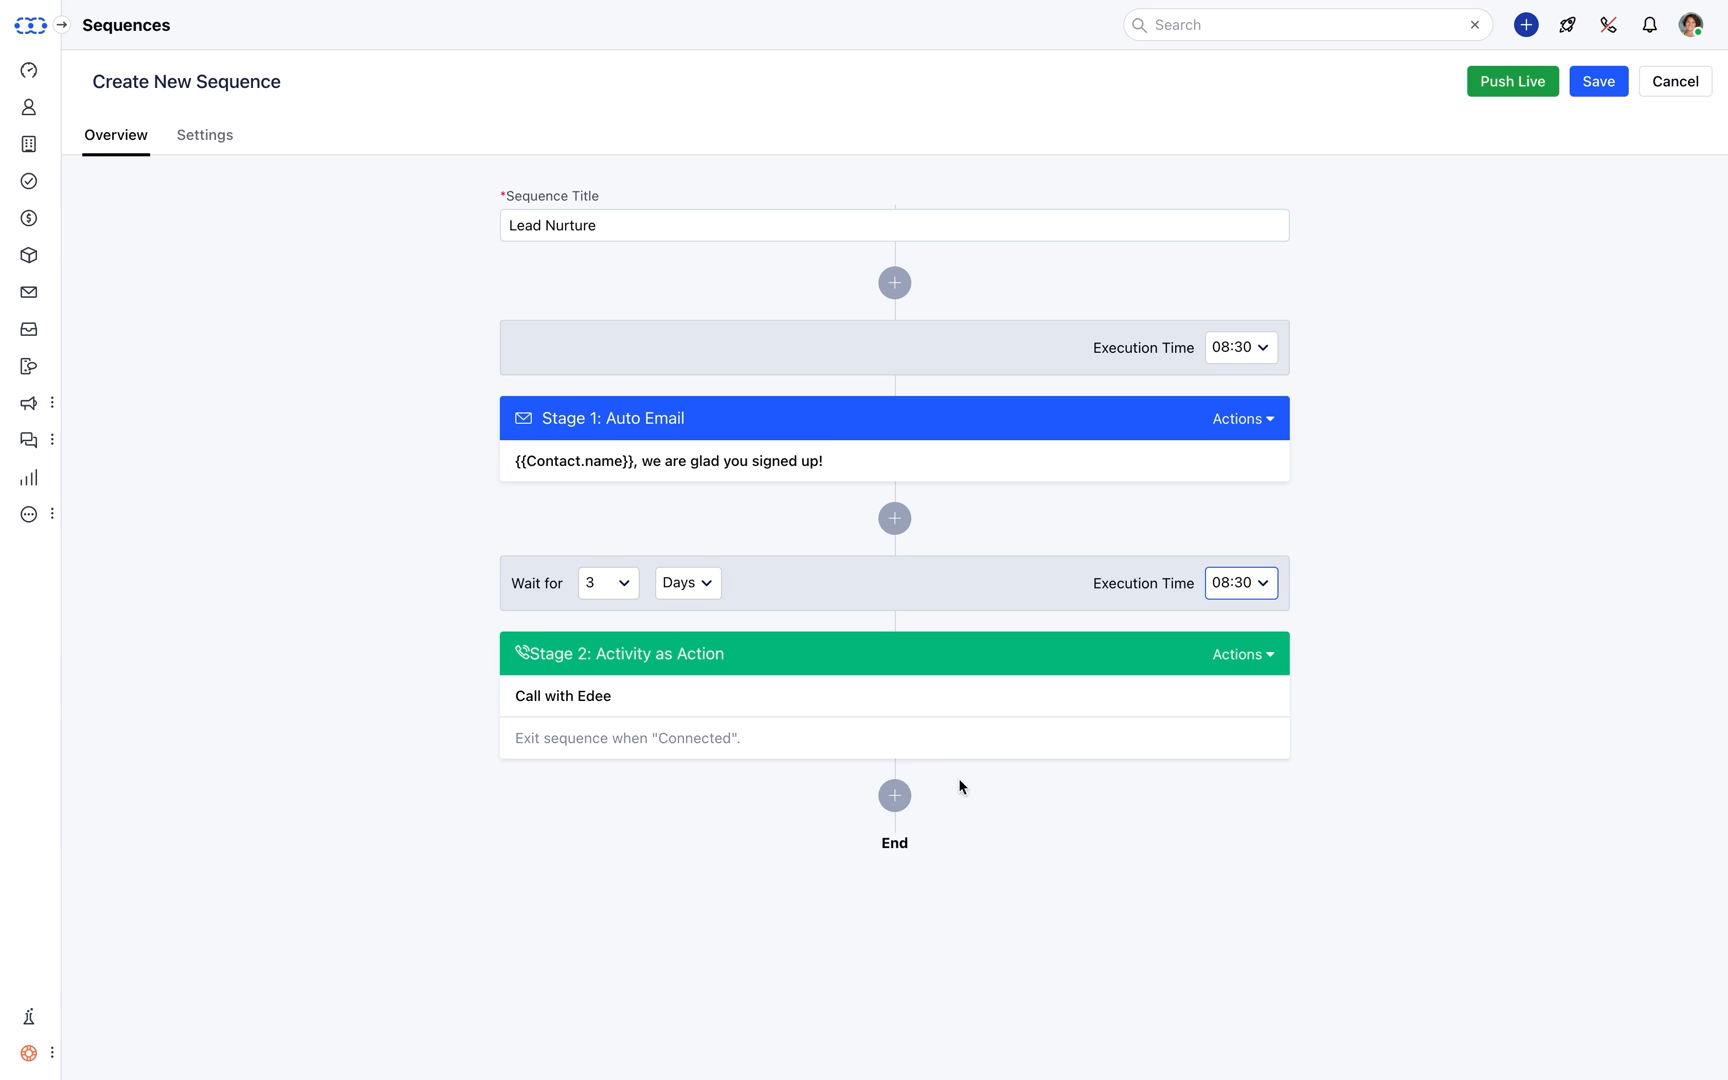 Sequences
Search
Create New Sequence
Push Live
Save
Cancel
Overview
Settings
*Sequence Title
Lead Nurture
Execution Time
08:30
Stage 1: Auto Email
Actions
{{Contact.name}}, we are glad you signed up!
Wait for
3
Days
Execution Time
08:30
Stage 2: Activity as Action
Actions
Call with Edee
Exit sequence when "Connected".
End